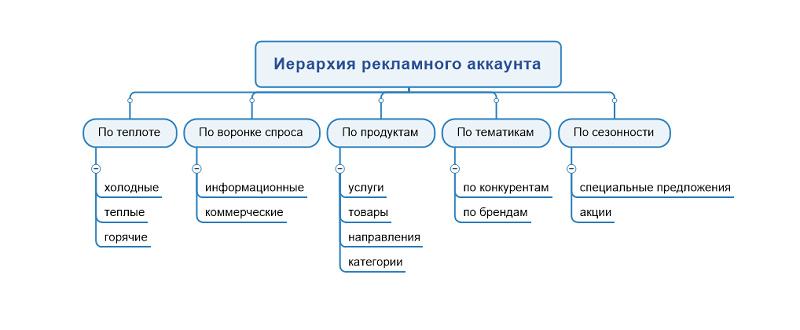 Иерархия рекламного аккаунта
По теплоте
холодные
теплые
горячие
По воронке спроса
информационные
коммерческие
По продуктам
услуги
товары
направления
категории
По тематикам
по конкурентам
по брендам
По сезонности
специальные предложения
акции